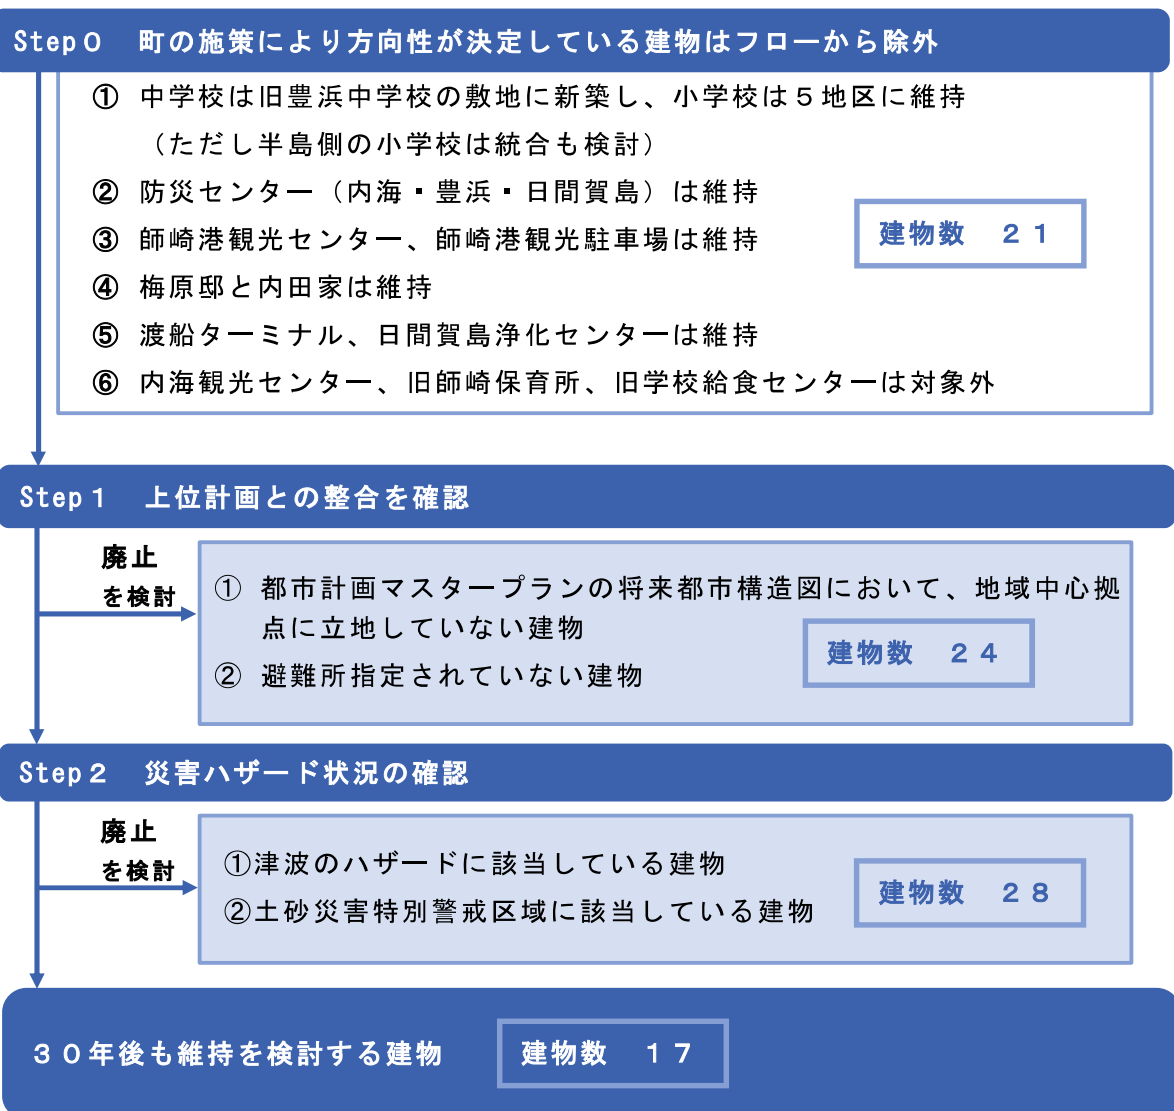 Step０　町の施策により方向性が決定している建物はフローから除外
①　中学校は旧豊浜中学校の敷地に新築し、小学校は５地区に維持
（ただし半島側の小学校は統合も検討）
②　防災センター（内海・豊浜・日間賀島）は維持
③　師崎港観光センター、師崎港観光駐車場は維持
建物数　２１
④　梅原邸と内田家は維持
⑤　渡船ターミナル、日間賀島浄化センターは維持
⑥　内海観光センター、旧師崎保育所、旧学校給食センターは対象外
Step１　上位計画との整合を確認
廃止
を検討
①　都市計画マスタープランの将来都市構造図において、地域中心拠
点に立地していない建物
建物数　２４
②　避難所指定されていない建物
Step２　災害ハザード状況の確認
廃止
を検討
①津波のハザードに該当している建物
②土砂災害特別警戒区域に該当している建物
建物数　２８
３０年後も維持を検討する建物
建物数　１７